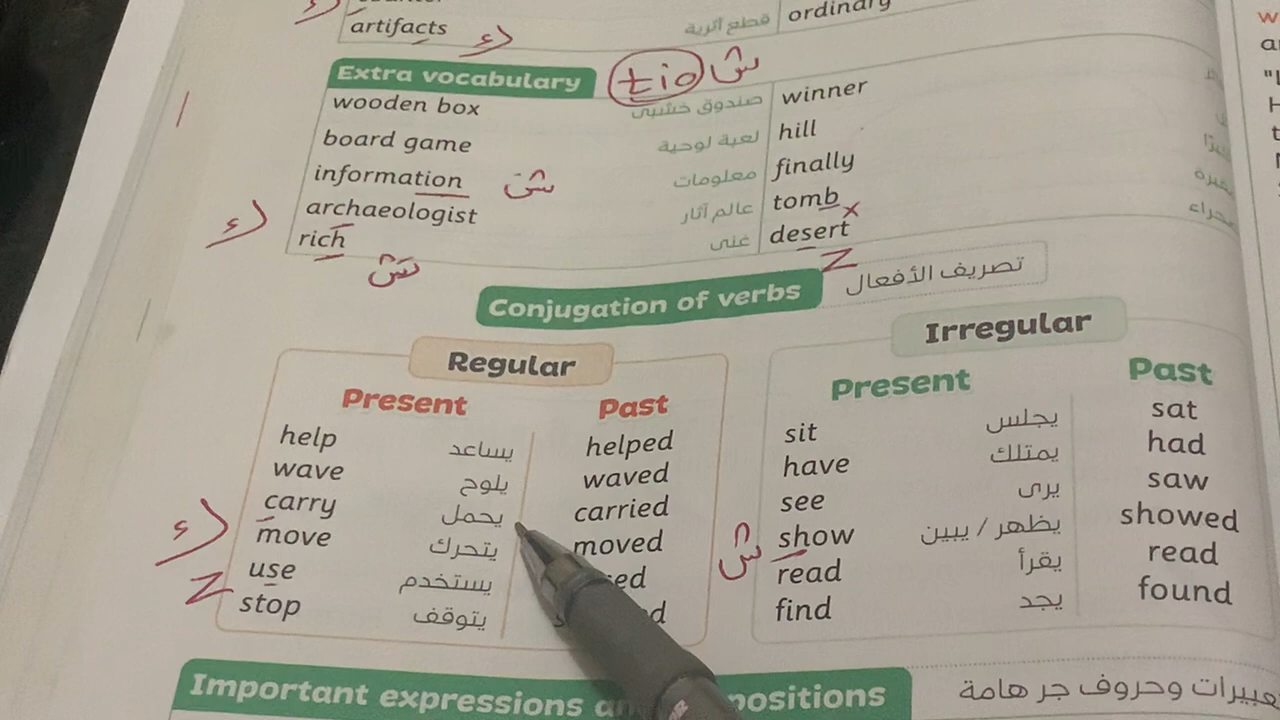 artifacts قطع أثرية ordinary
ك
Extra vocabulary tio ش
wooden box صندوق خشبى winner
board game لعبة لوحية hill
information ش معلومات finally
archaeologist عالم آثار tomb x
ك rich غنى desert
تش Z
Conjugation of verbs تصريف الأفعال
Regular
Present Past
help يساعد helped
wave يلوح waved
carry يحمل carried
ك move يتحرك moved
Z use يستخدم
stop يتوقف
Irregular
Present Past
sit يجلس sat
have يمتلك had
see يرى saw
ش show يظهر / يبين showed
read يقرأ read
find يجد found
Important expressions
وحروف جر هامة